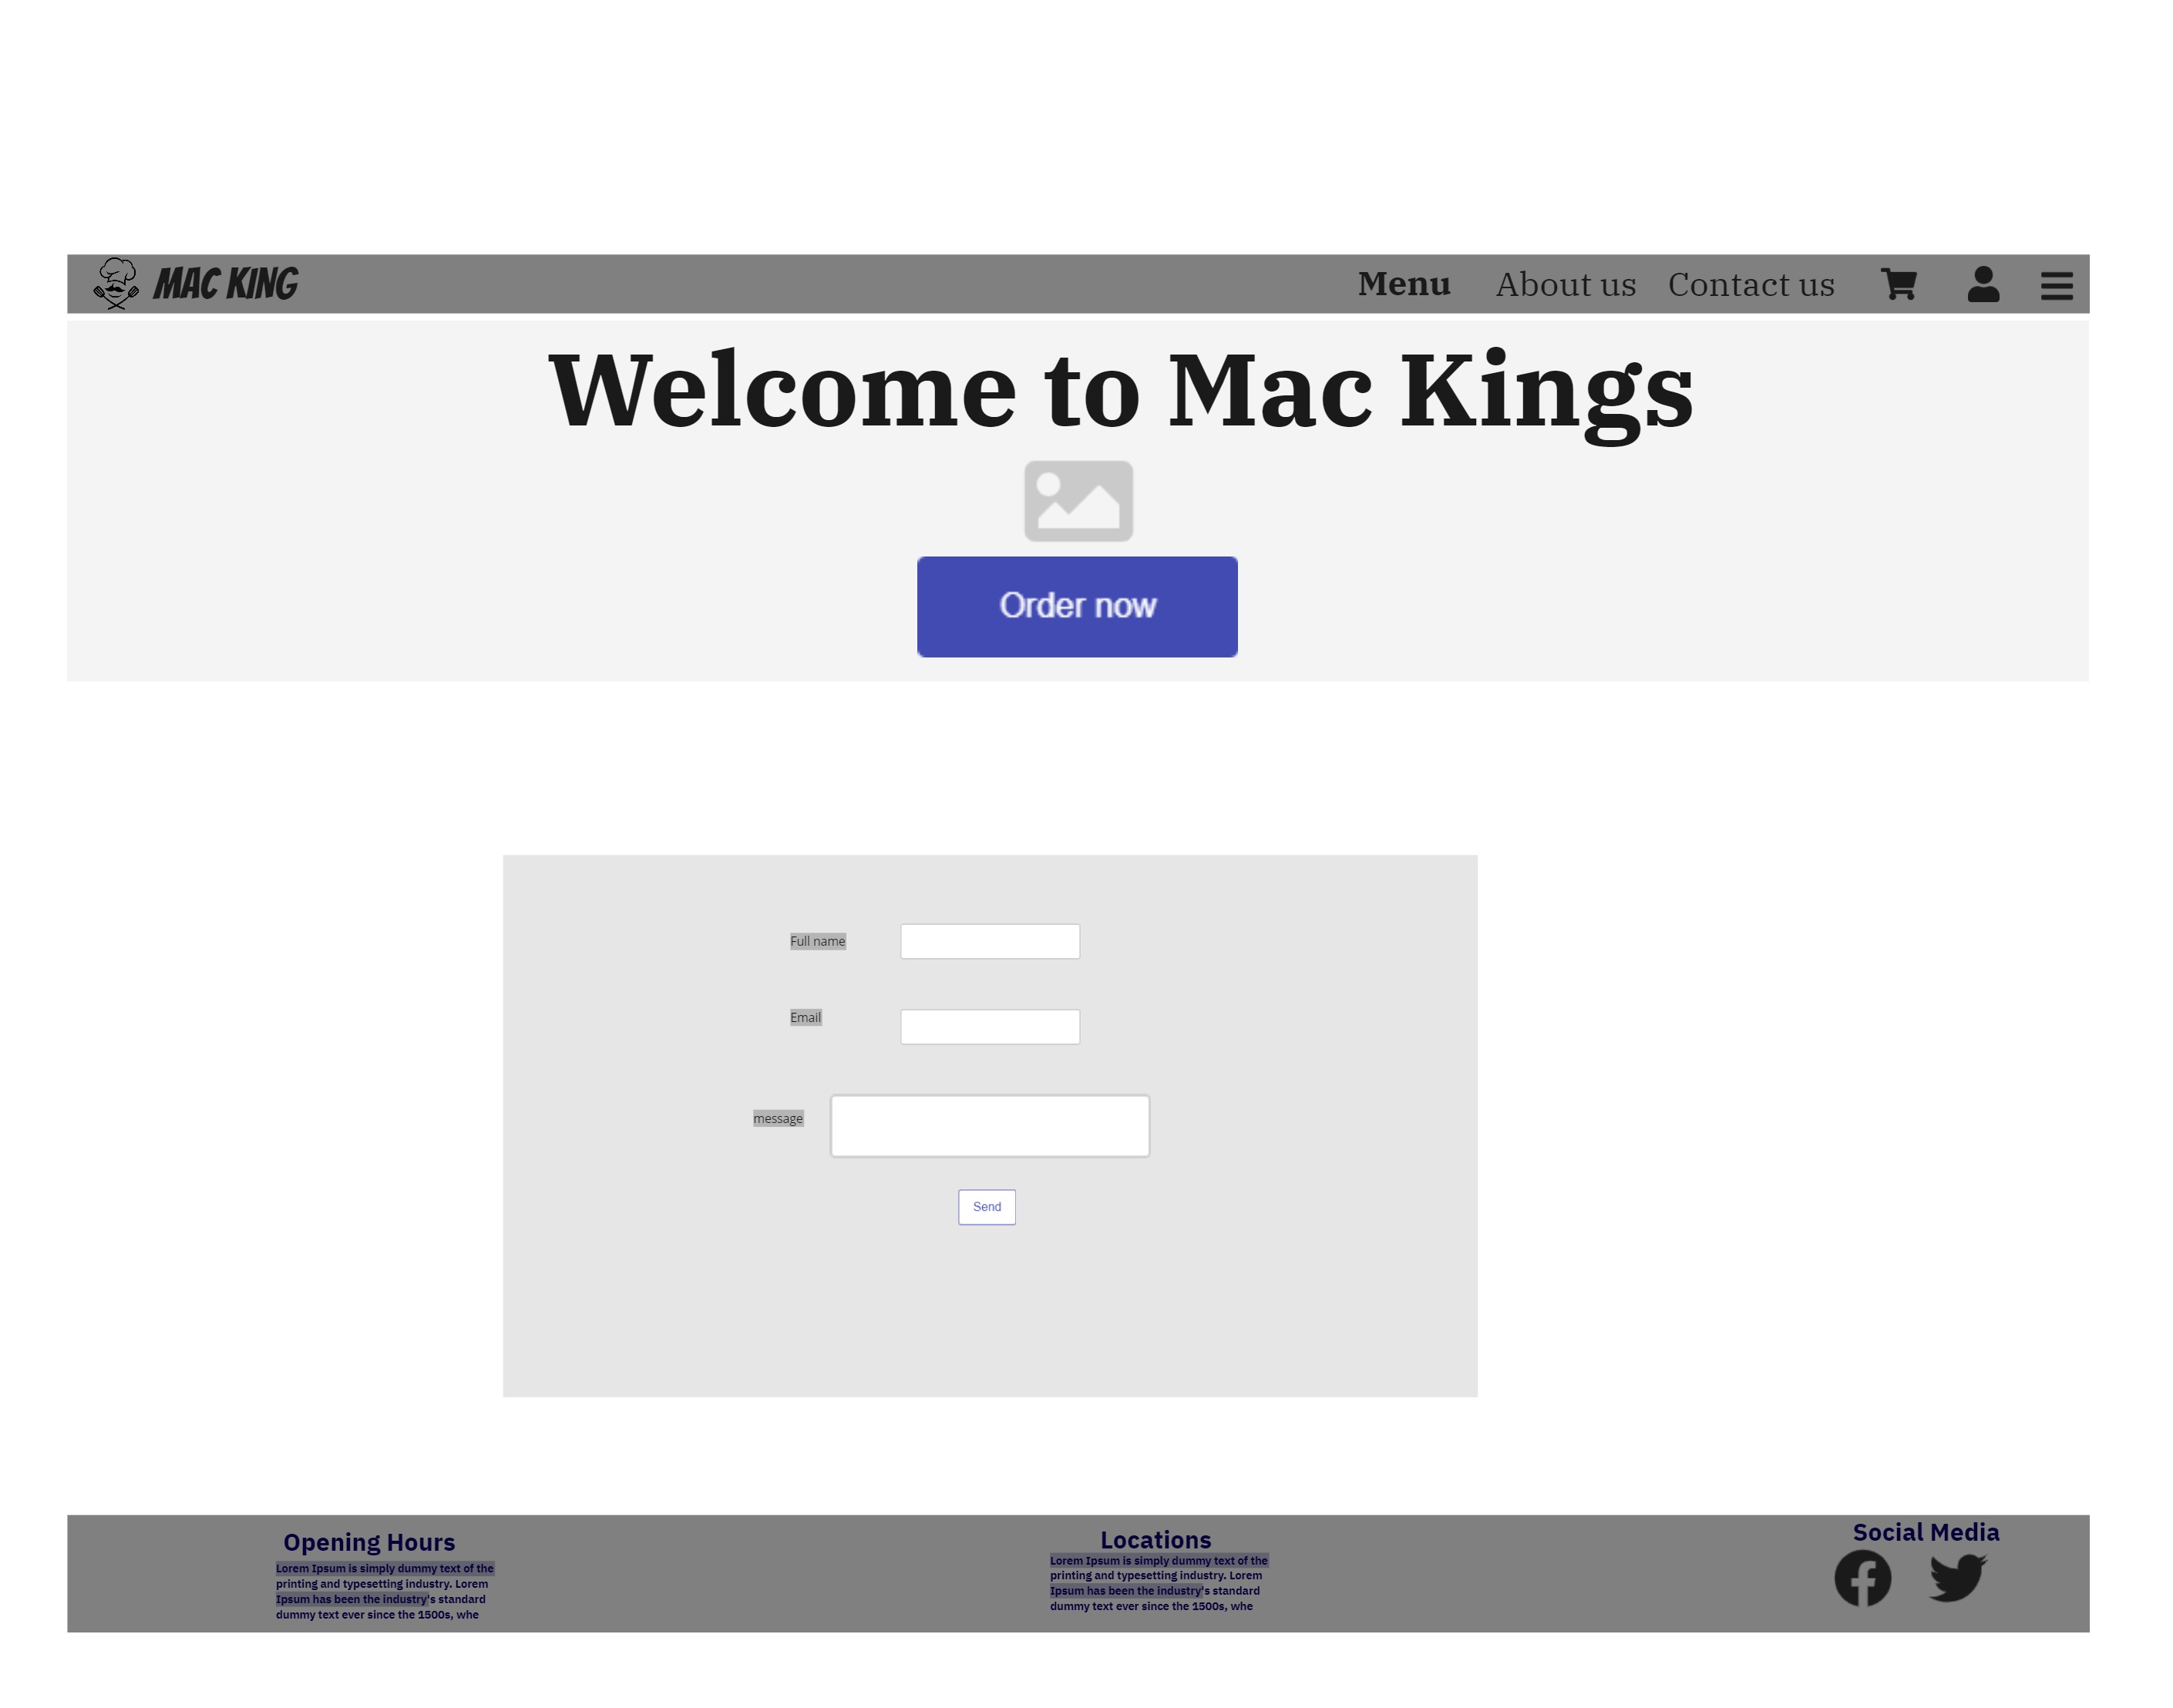 MAC KING
Menu About us Contact us
Welcome to Mac Kings
Order now
Full name
Email
message
Send
Opening Hours
Lorem Ipsum is simply dummy text of the
printing and typesetting industry. Lorem
Ipsum has been the industry's standard
dummy text ever since the 1500s, whe
Locations
Lorem Ipsum is simply dummy text of the
printing and typesetting industry. Lorem
Ipsum has been the industry's standard
dummy text ever since the 1500s, whe
Social Media